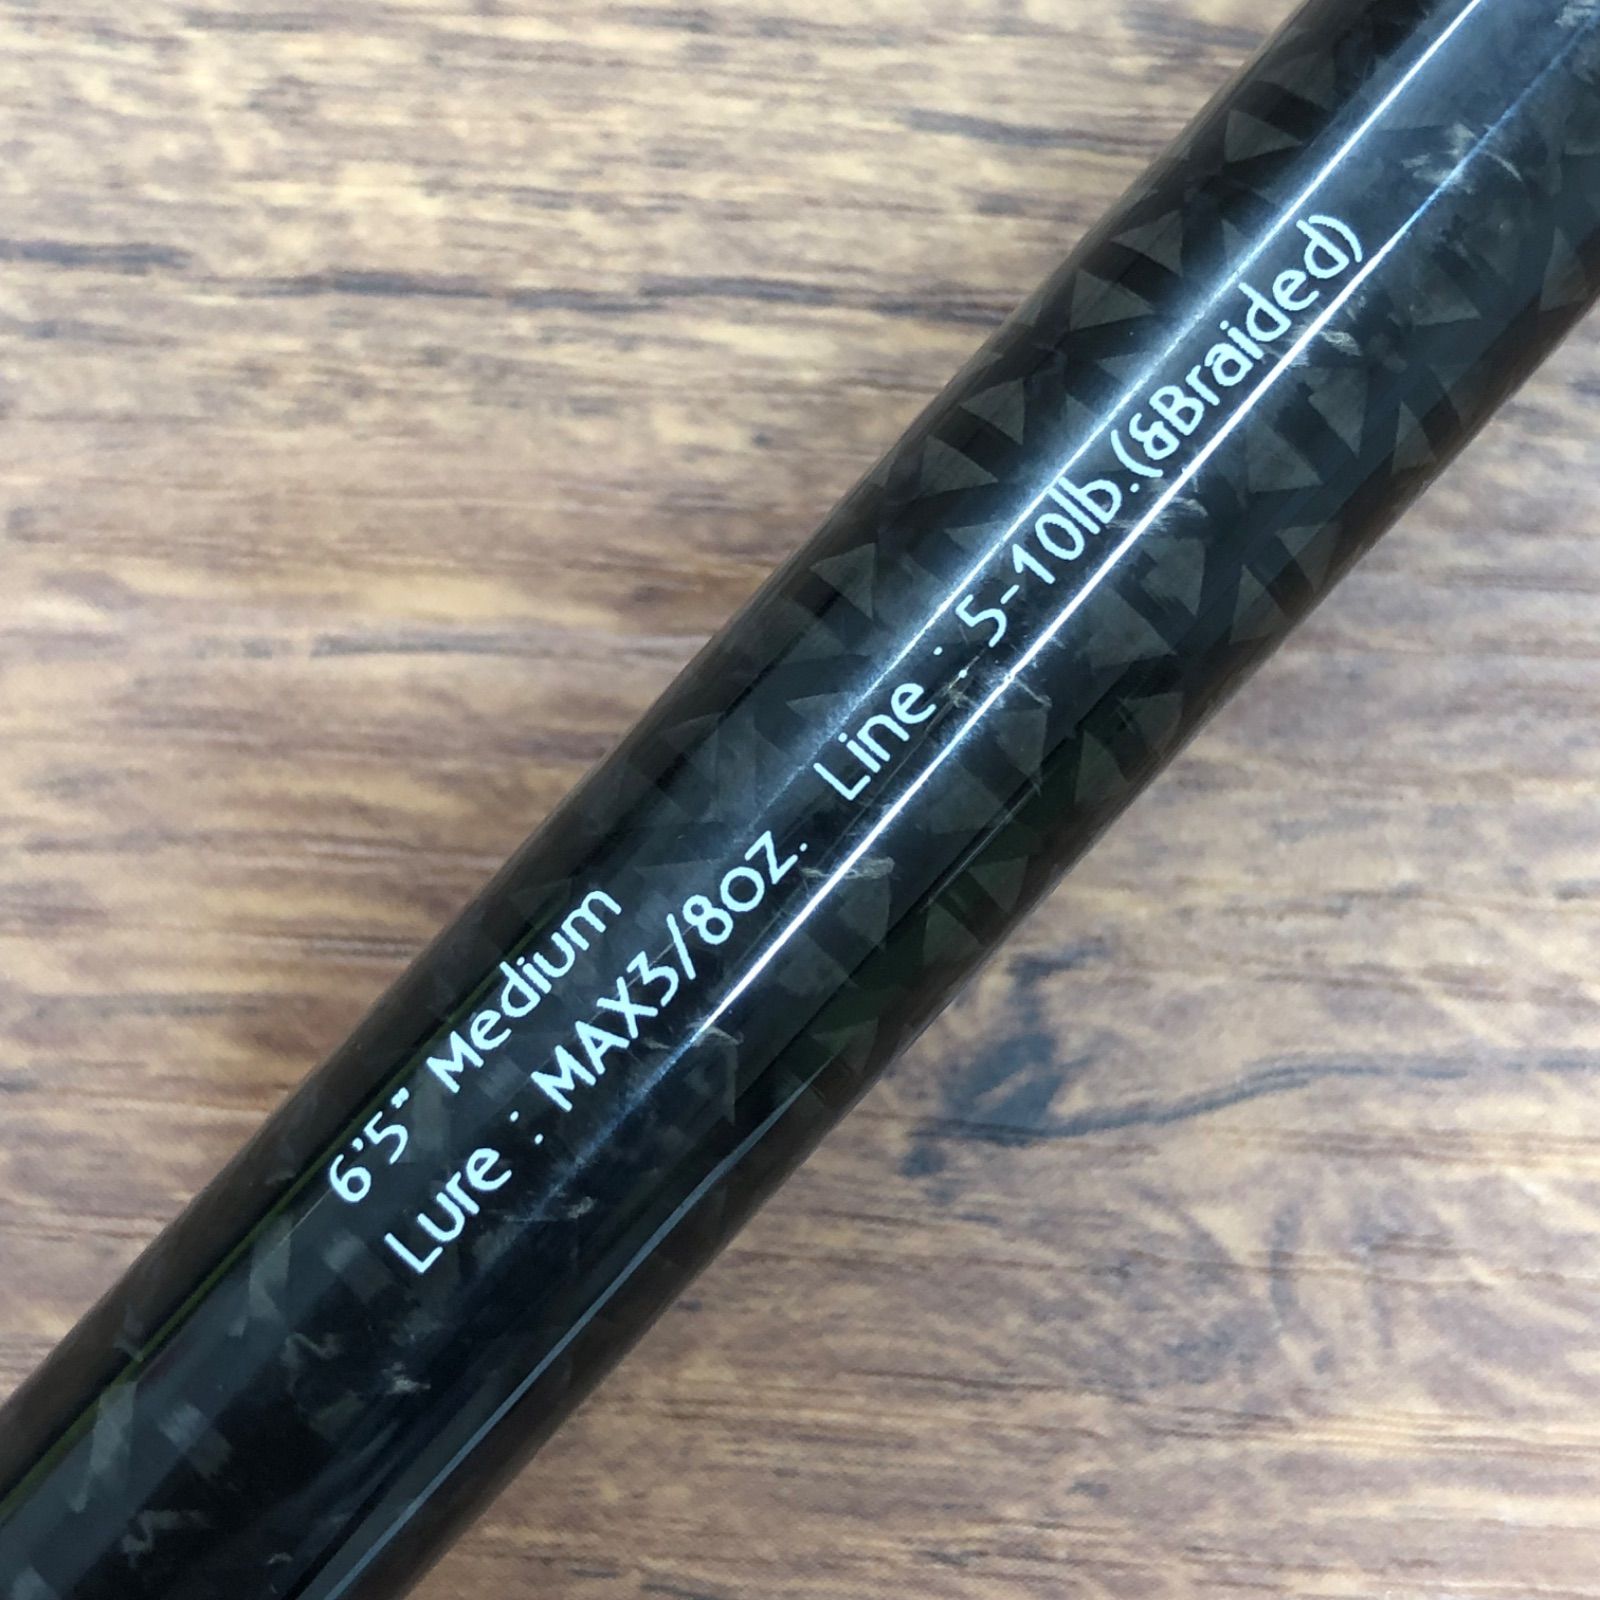 6'5" Medium
Lure : MAX3/8oz. Line : 5-10lb.(&Braided)